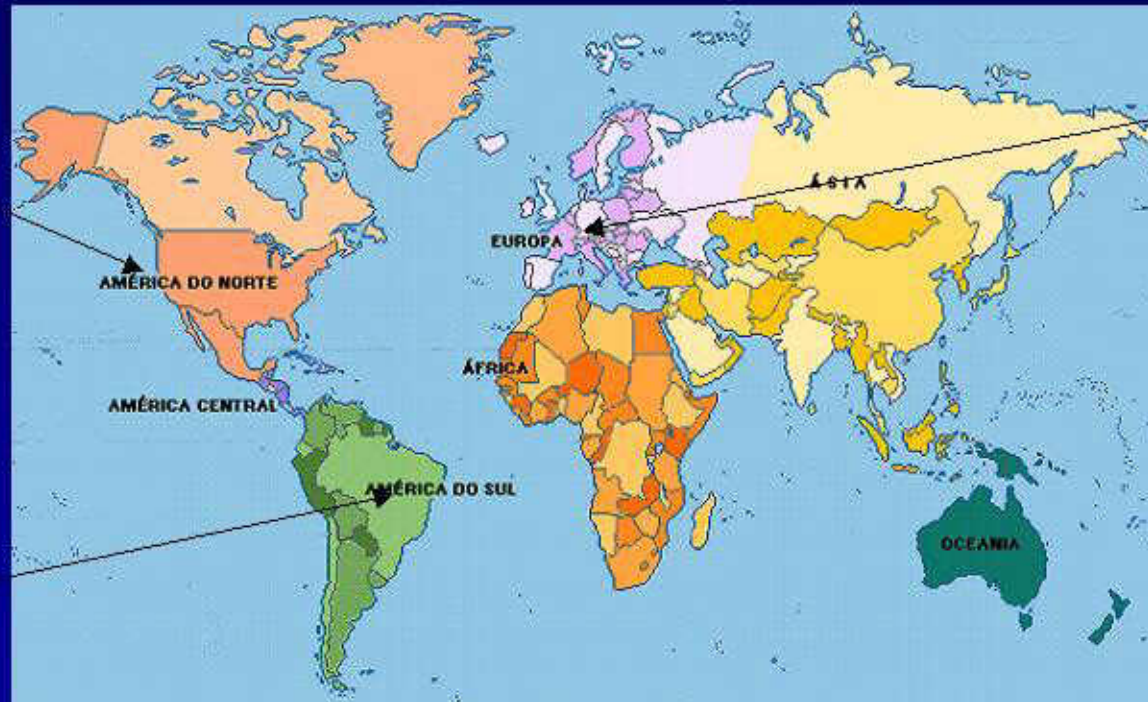 ÁSIA
EUROPA
AMÉRICA DO NORTE
ÁFRICA
AMÉRICA CENTRAL
AMÉRICA DO SUL
OCEANIA